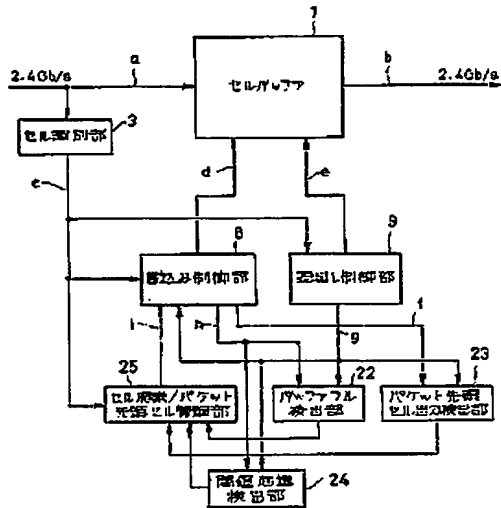 7
a
b
2.4Gb/s
2.4Gb/s
セルバッファ
3
セル識別部
c
d
e
8
9
書込み制御部
読出し制御部
i
h
g
f
25
22
23
セル廃棄/パケット
先頭セル管理部
バッファフル
検出部
パケット先頭
セル出力検出部
閾値超過
検出部
24